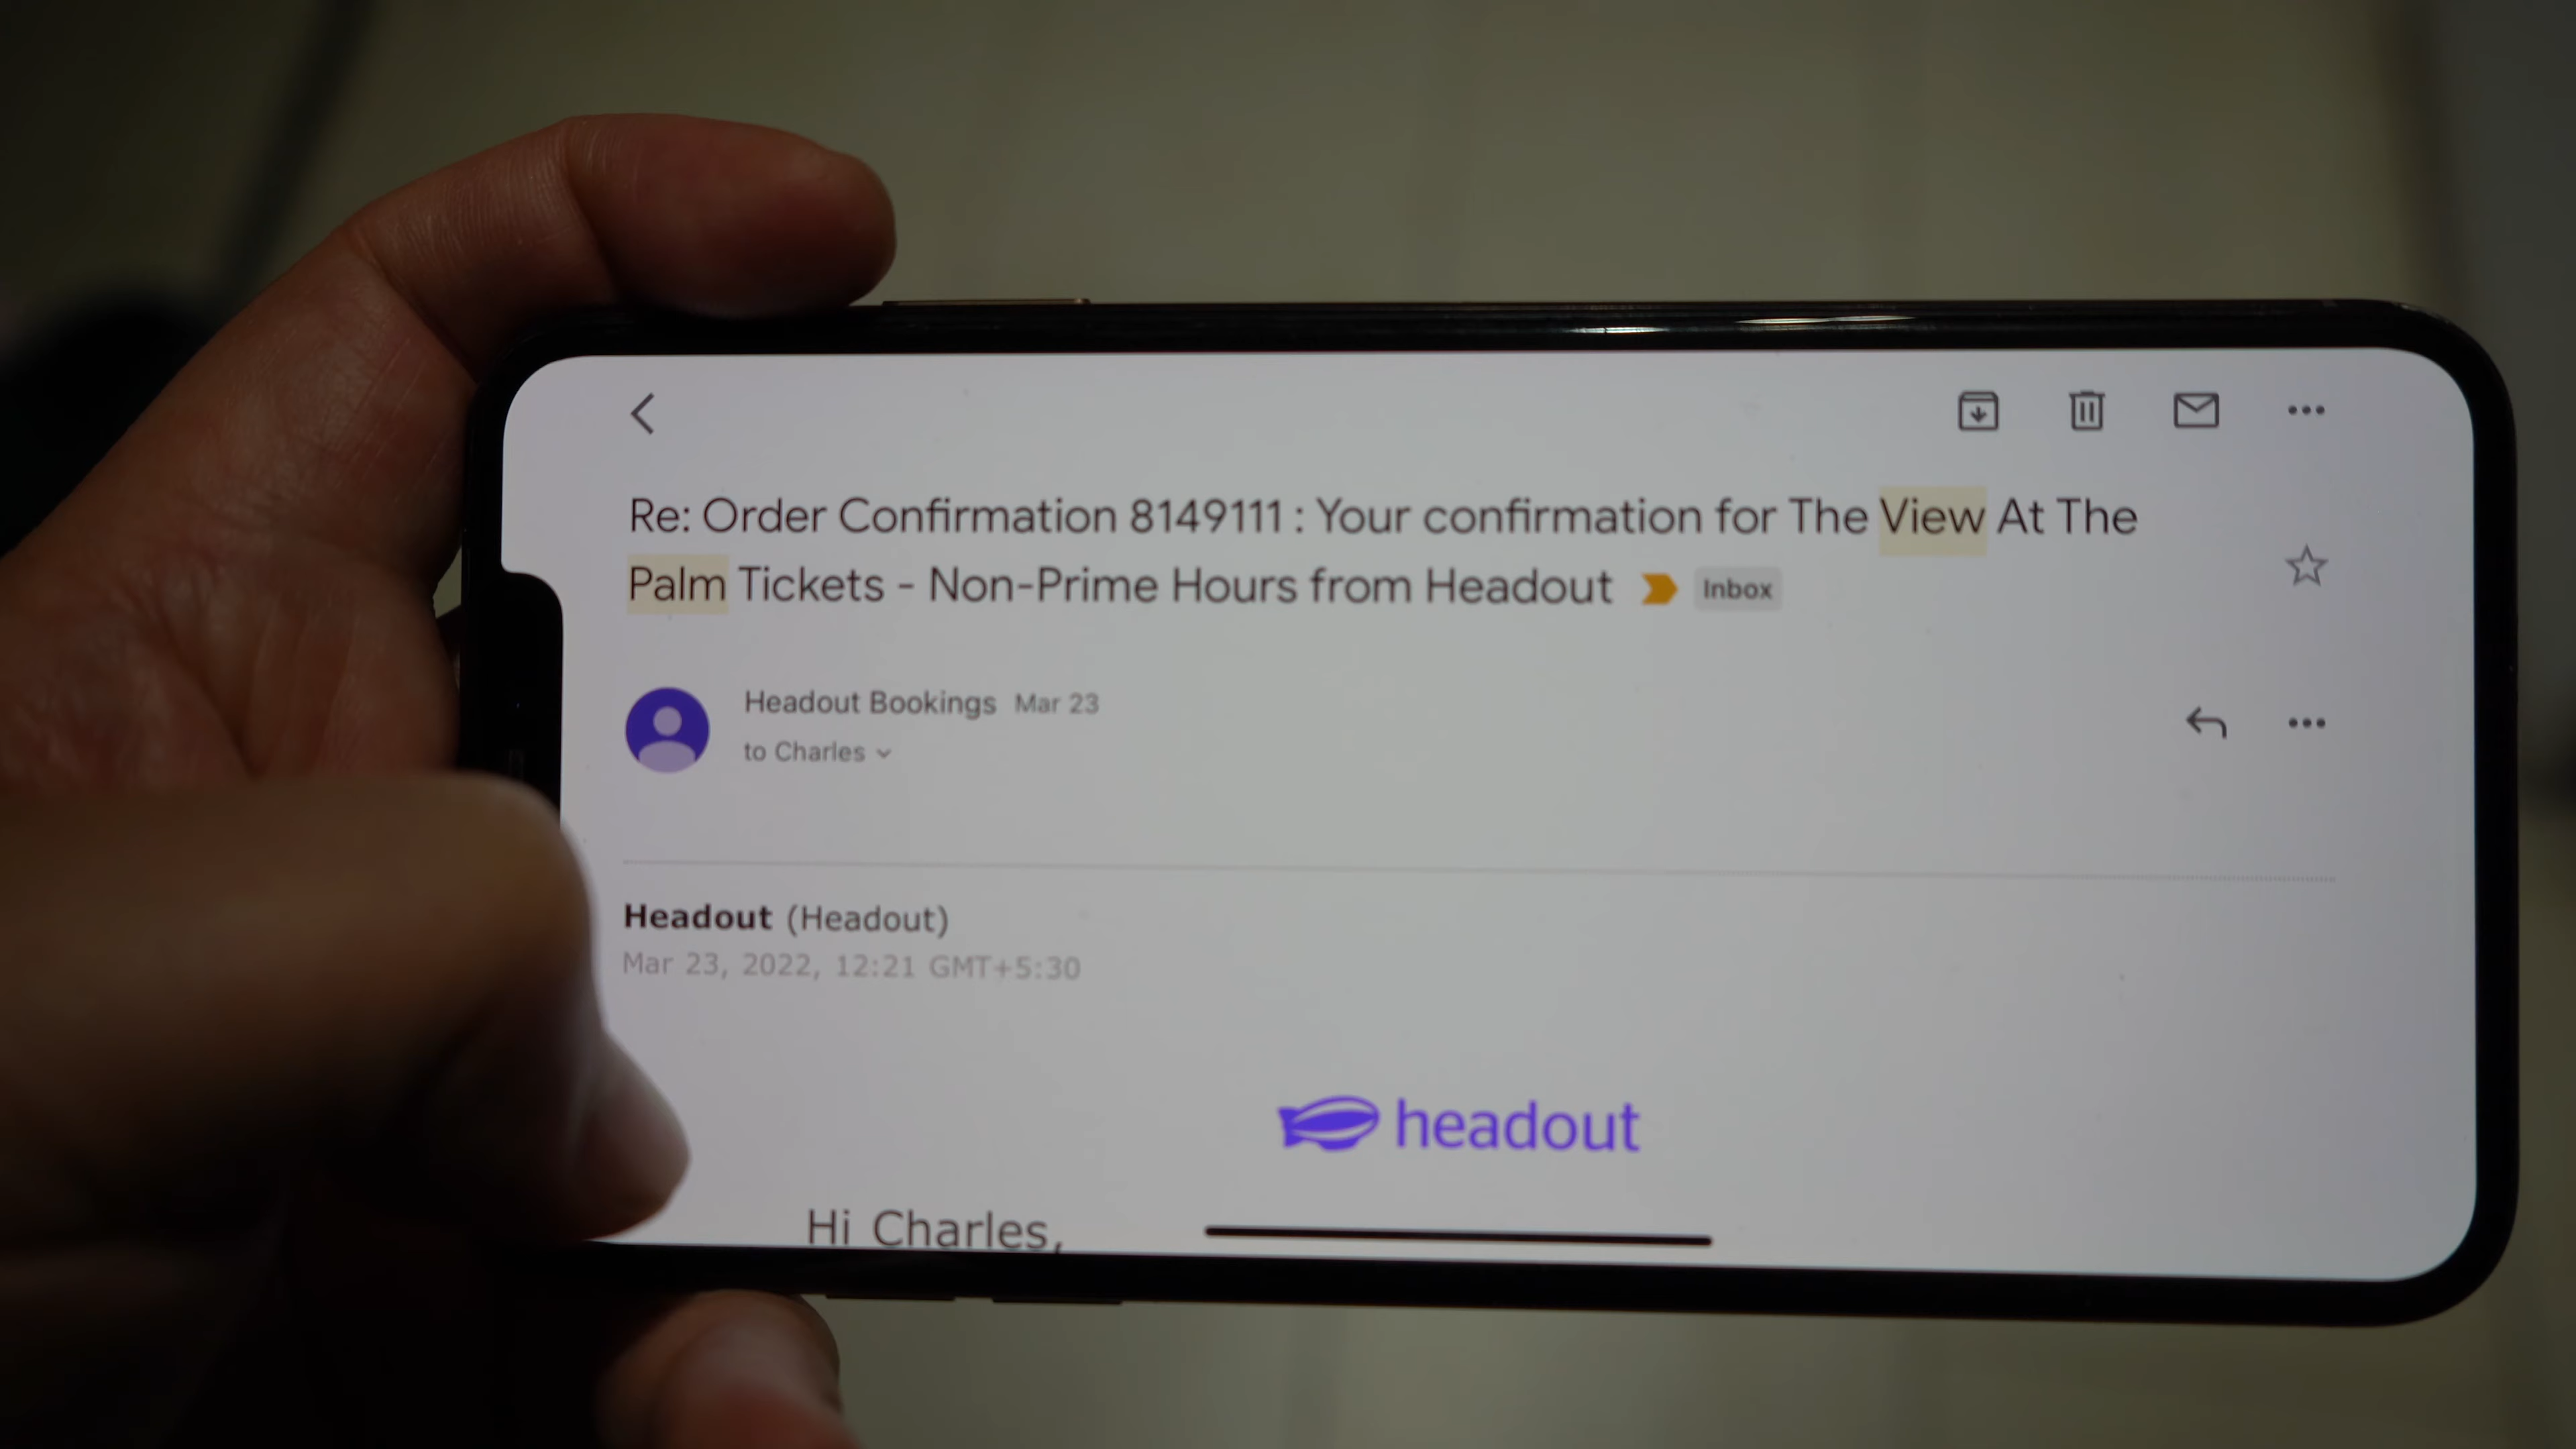 Re: Order Confirmation 8149111 : Your confirmation for The View At The
Palm Tickets - Non-Prime Hours from Headout Inbox
Headout Bookings Mar 23
to Charles
Headout (Headout)
Mar 23, 2022, 12:21 GMT+5:30
headout
Hi Charles,